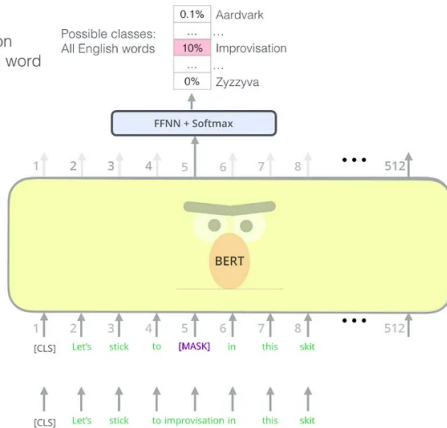 on
word
Possible classes:
All English words
0.1% Aardvark
... ...
10% Improvisation
... ...
0% Zyzzyva
FFNN + Softmax
1 2 3 4 5 6 7 8 ••• 512
BERT
1 2 3 4 5 6 7 8 ••• 512
[CLS] Let's stick to [MASK] in this skit
[CLS] Let's stick to improvisation in this skit